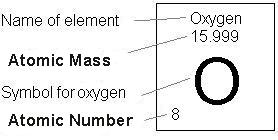 Name of element
Oxygen
15.999
Atomic Mass
O
Symbol for oxygen
Atomic Number
8